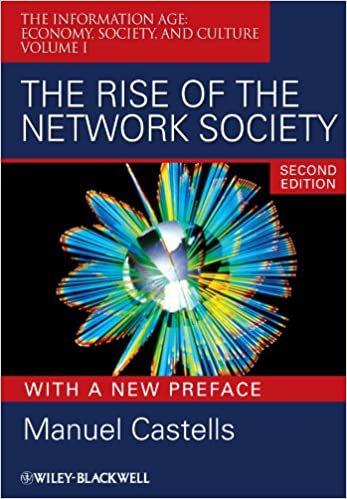 THE INFORMATION AGE:
ECONOMY, SOCIETY, AND CULTURE
VOLUME I
THE RISE OF THE
NETWORK SOCIETY
SECOND
EDITION
WITH A NEW PREFACE
Manuel Castells
WILEY-BLACKWELL